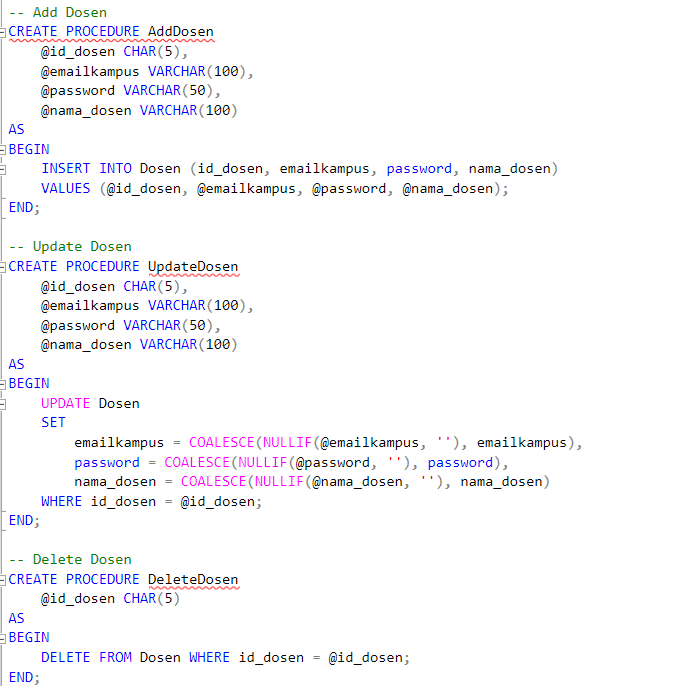 -- Add Dosen
CREATE PROCEDURE AddDosen
    @id_dosen CHAR(5),
    @emailkampus VARCHAR(100),
    @password VARCHAR(50),
    @nama_dosen VARCHAR(100)
AS
BEGIN
    INSERT INTO Dosen (id_dosen, emailkampus, password, nama_dosen)
    VALUES (@id_dosen, @emailkampus, @password, @nama_dosen);
END;

-- Update Dosen
CREATE PROCEDURE UpdateDosen
    @id_dosen CHAR(5),
    @emailkampus VARCHAR(100),
    @password VARCHAR(50),
    @nama_dosen VARCHAR(100)
AS
BEGIN
    UPDATE Dosen
    SET
        emailkampus = COALESCE(NULLIF(@emailkampus, ''), emailkampus),
        password = COALESCE(NULLIF(@password, ''), password),
        nama_dosen = COALESCE(NULLIF(@nama_dosen, ''), nama_dosen)
    WHERE id_dosen = @id_dosen;
END;

-- Delete Dosen
CREATE PROCEDURE DeleteDosen
    @id_dosen CHAR(5)
AS
BEGIN
    DELETE FROM Dosen WHERE id_dosen = @id_dosen;
END;